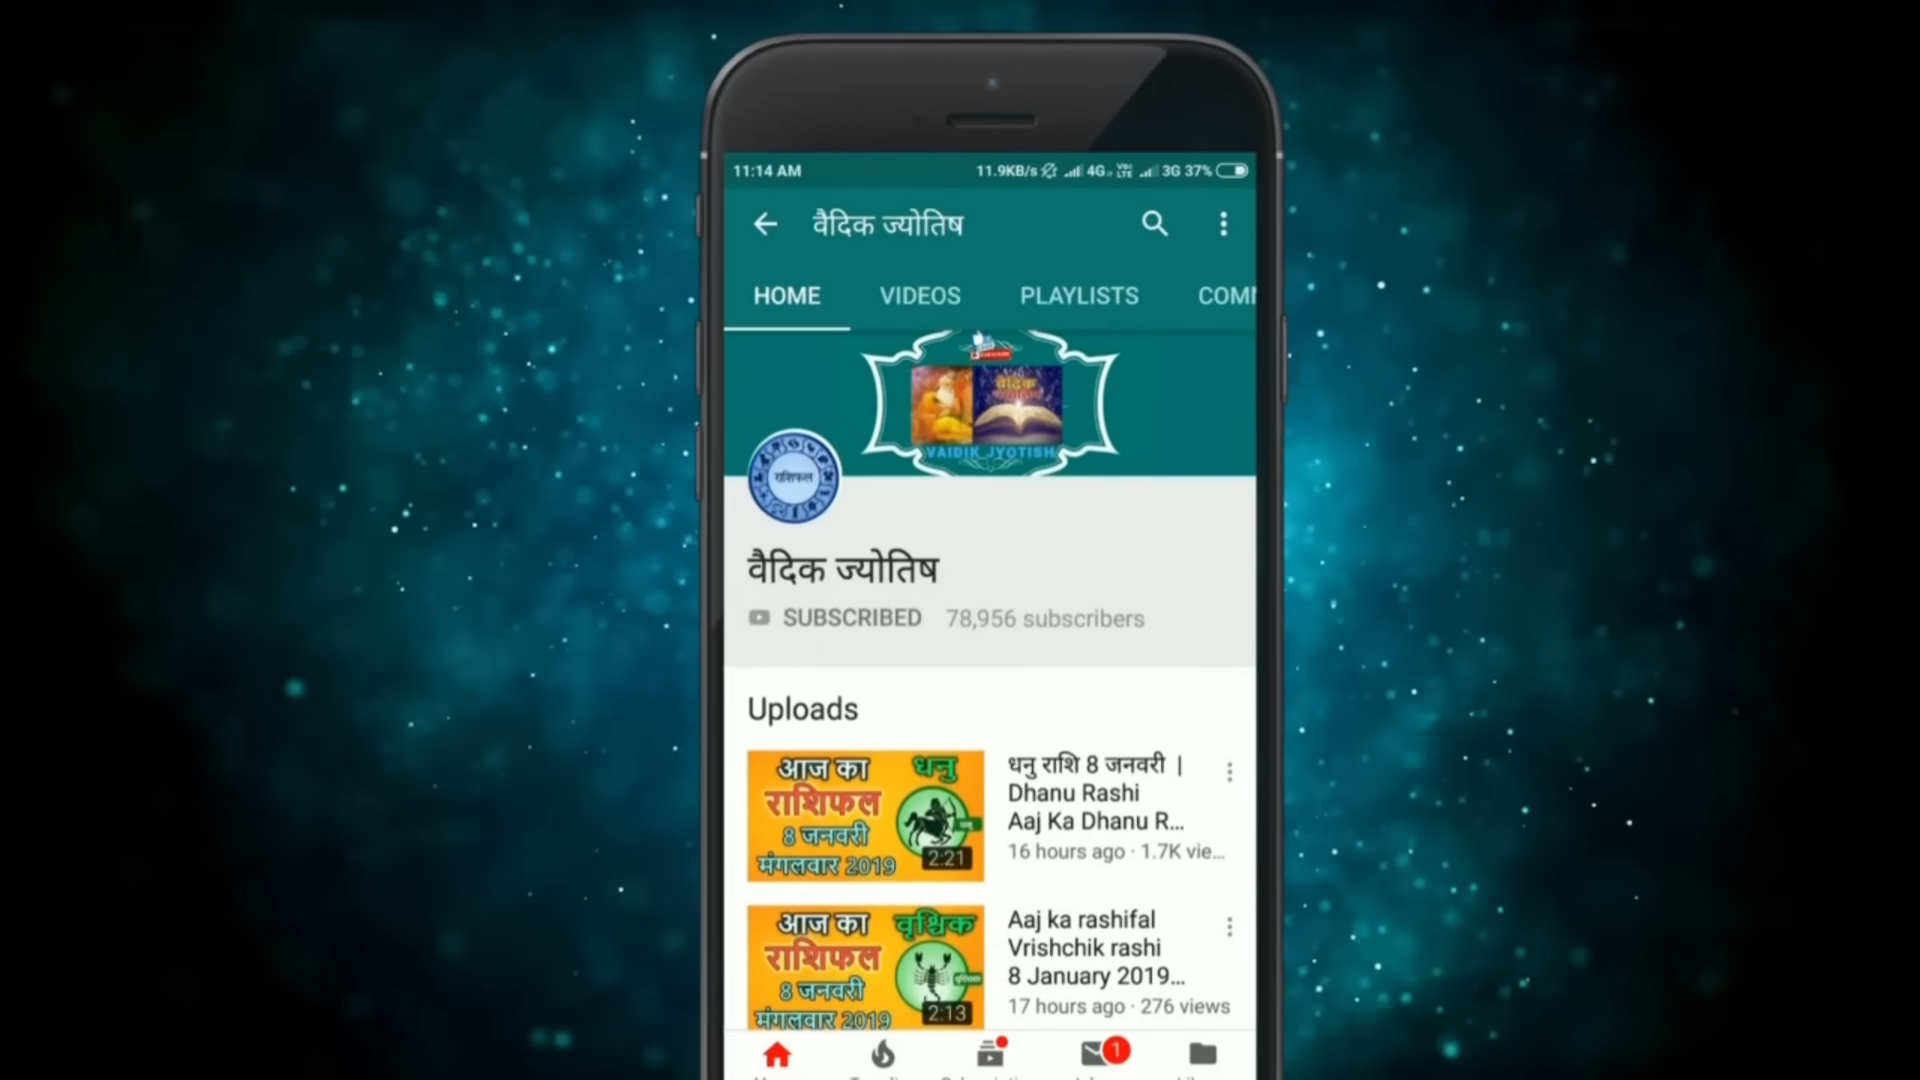 11:14 AM
11.9KB/s 4G VoLTE 3G 37%
वैदिक ज्योतिष
HOME VIDEOS PLAYLISTS COM
वैदिक
VAIDIK JYOTISH
राशिफल
वैदिक ज्योतिष
SUBSCRIBED 78,956 subscribers
Uploads
आज का धनु
राशिफल
8 जनवरी
मंगलवार 2019
2:21
धनु राशि 8 जनवरी |
Dhanu Rashi
Aaj Ka Dhanu R...
16 hours ago · 1.7K vie...
आज का वृश्चिक
राशिफल
8 जनवरी
मंगलवार 2019
2:13
Aaj ka rashifal
Vrishchik rashi
8 January 2019...
17 hours ago · 276 views
1